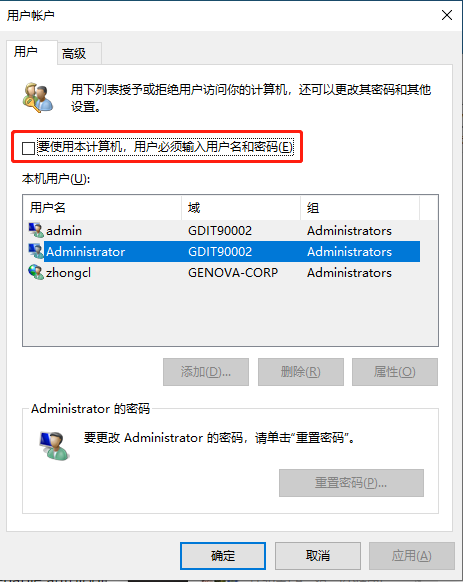 用户帐户
用户
高级
用下列表授予或拒绝用户访问你的计算机，还可以更改其密码和其他
设置。
要使用本计算机，用户必须输入用户名和密码(E)
本机用户(U):
用户名 域 组
admin GDIT90002 Administrators
Administrator GDIT90002 Administrators
zhongcl GENOVA-CORP Administrators
添加(D)... 删除(R) 属性(O)
Administrator 的密码
要更改 Administrator 的密码，请单击“重置密码”。
重置密码(P)...
确定 取消 应用(A)